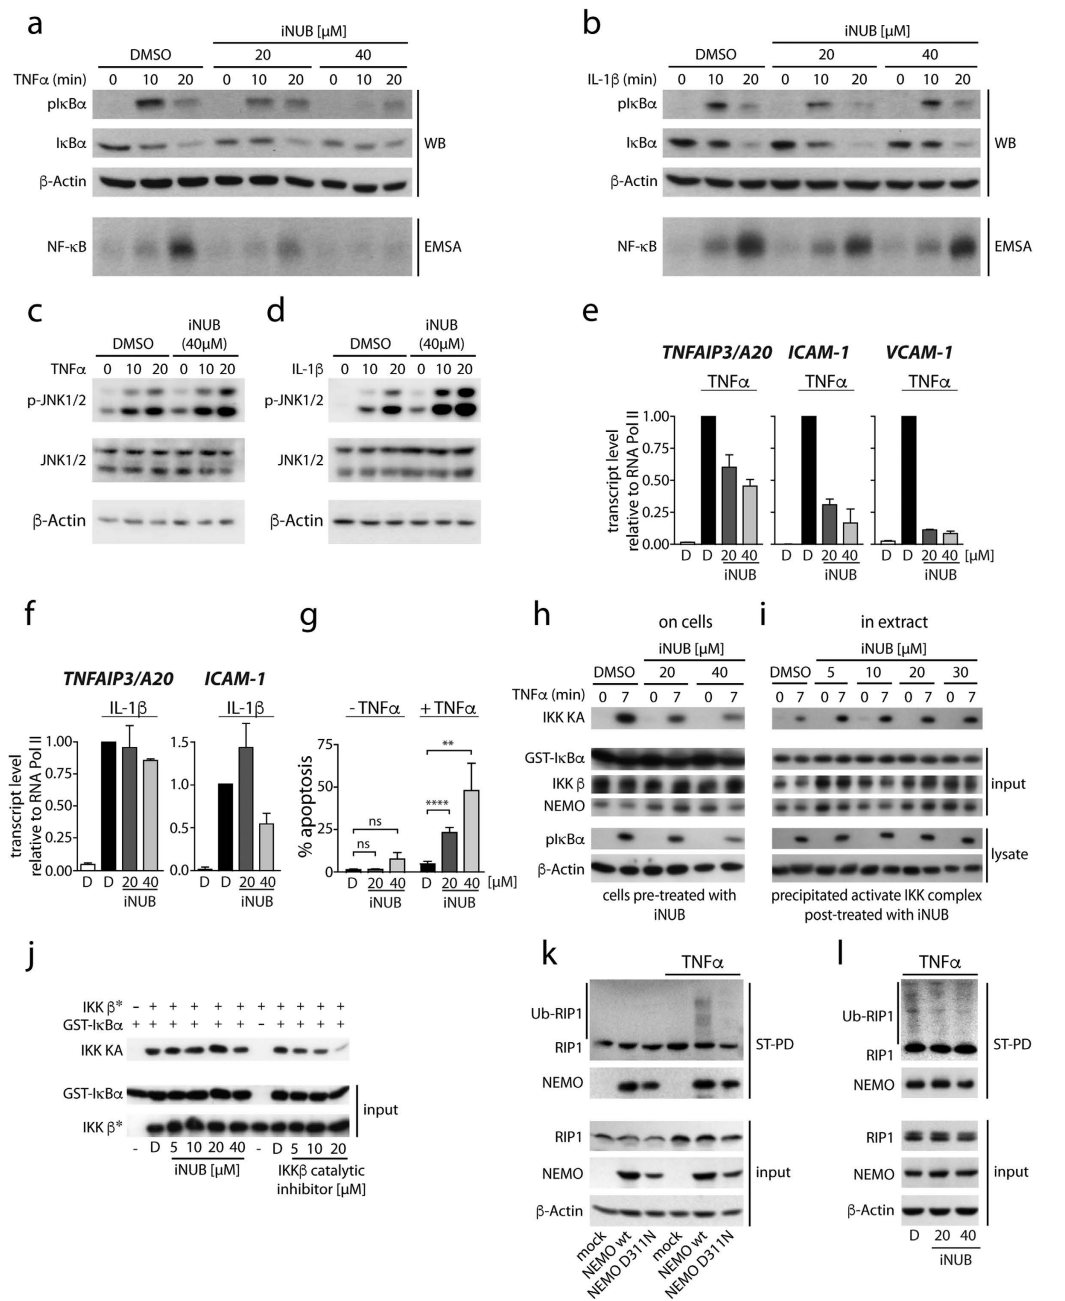 a
iNUB [µM]
DMSO 20 40
TNFα (min) 0 10 20 0 10 20 0 10 20
pIκBα
IκBα
β-Actin
WB
NF-κB
EMSA
b
iNUB [µM]
DMSO 20 40
IL-1β (min) 0 10 20 0 10 20 0 10 20
pIκBα
IκBα
β-Actin
WB
NF-κB
EMSA
c
iNUB
DMSO (40µM)
TNFα 0 10 20 0 10 20
p-JNK1/2
JNK1/2
β-Actin
d
iNUB
DMSO (40µM)
IL-1β 0 10 20 0 10 20
p-JNK1/2
JNK1/2
β-Actin
e
TNFAIP3/A20 ICAM-1 VCAM-1
TNFα TNFα TNFα
transcript level
relative to RNA Pol II
1.00
0.75
0.50
0.25
0.00
D D 20 40 D D 20 40 D D 20 40 [µM]
iNUB iNUB iNUB
f
TNFAIP3/A20 ICAM-1
IL-1β IL-1β
transcript level
relative to RNA Pol II
1.00
0.75
0.50
0.25
0.00
1.5
1.0
0.5
0.0
D D 20 40 D D 20 40
iNUB iNUB
g
- TNFα + TNFα
% apoptosis
75
50
25
0
ns
ns
**
****
D 20 40 D 20 40 [µM]
iNUB iNUB
h
on cells
iNUB [µM]
DMSO 20 40
TNFα (min) 0 7 0 7 0 7
IKK KA
GST-IκBα
IKK β
NEMO
pIκBα
β-Actin
cells pre-treated with
iNUB
i
in extract
iNUB [µM]
DMSO 5 10 20 30
0 7 0 7 0 7 0 7 0 7
input
lysate
precipitated activate IKK complex
post-treated with iNUB
j
IKK β* - + + + + + + + + + +
GST-IκBα + + + + + + - + + + +
IKK KA
GST-IκBα
IKK β*
input
- D 5 10 20 40 - D 5 10 20
iNUB [µM] IKKβ catalytic
inhibitor [µM]
k
TNFα
Ub-RIP1
RIP1
NEMO
ST-PD
RIP1
NEMO
β-Actin
input
mock
NEMO wt
NEMO D311N
mock
NEMO wt
NEMO D311N
l
TNFα
Ub-RIP1
RIP1
NEMO
ST-PD
RIP1
NEMO
β-Actin
input
D 20 40
iNUB